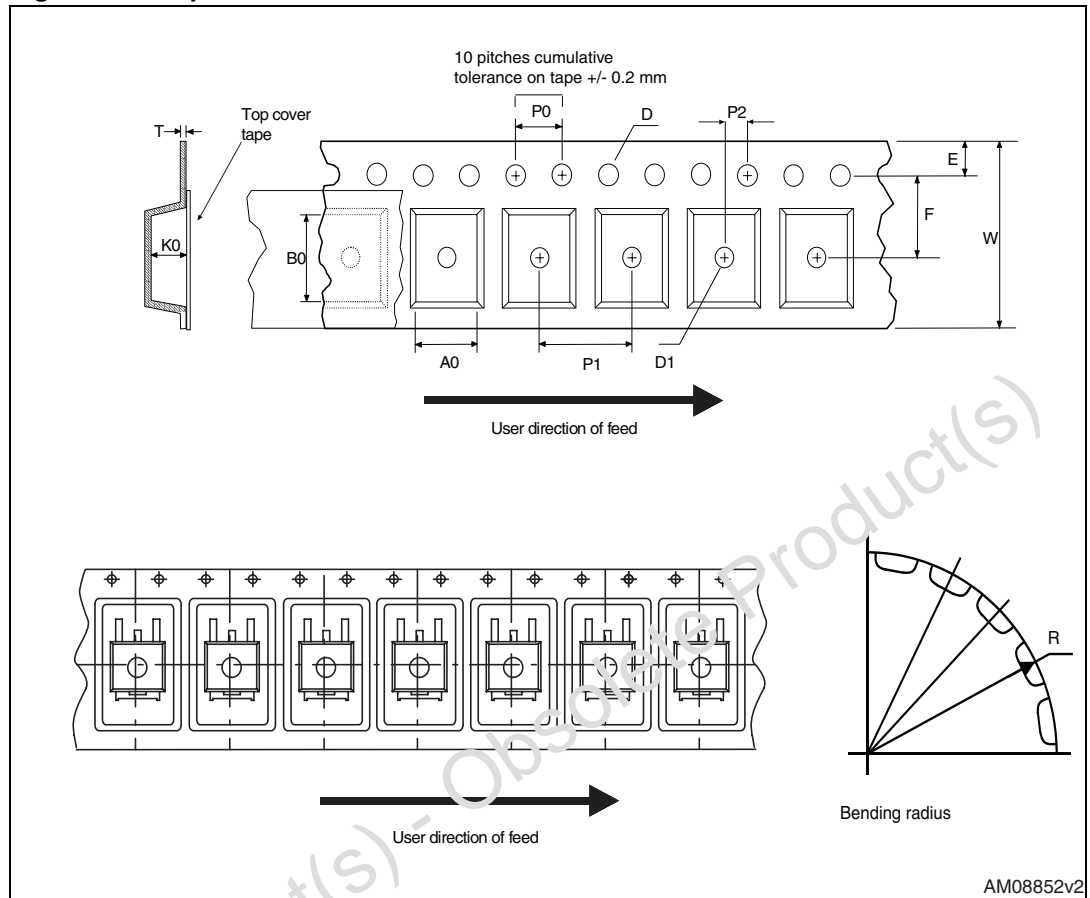 10 pitches cumulative
tolerance on tape +/- 0.2 mm
P0
D
P2
T
Top cover
tape
E
F
W
K0
B0
A0
P1
D1
User direction of feed
R
Bending radius
User direction of feed
(s) - Obsolete Product(s)
AM08852v2